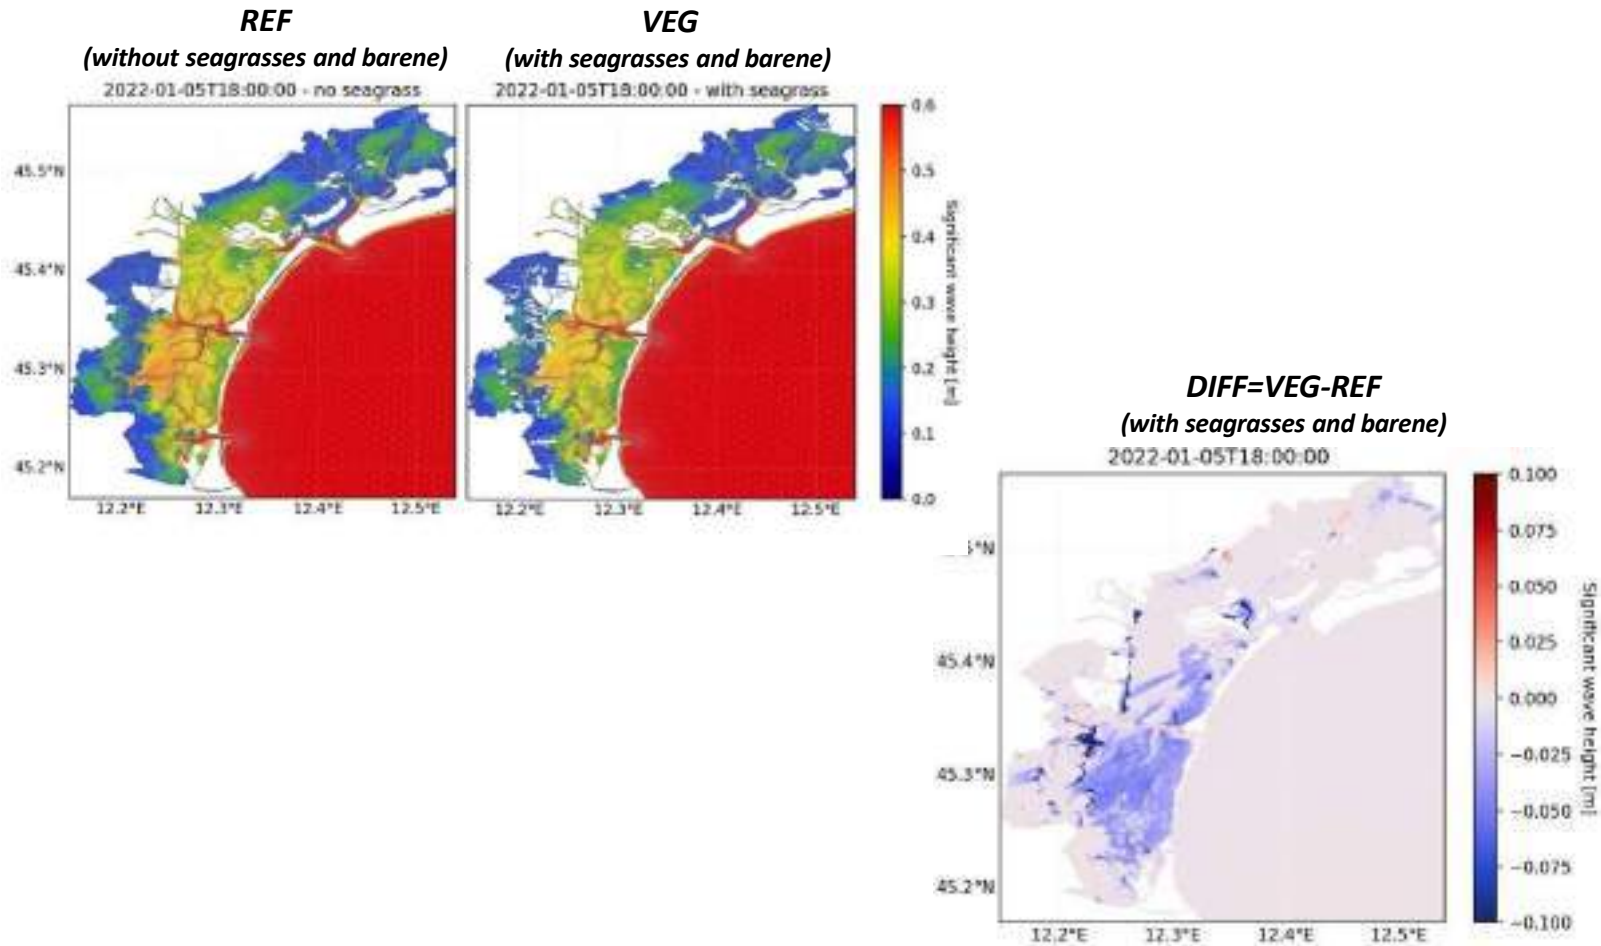 REF
(without seagrasses and barene)
2022-01-05T18:00:00 - no seagrass
VEG
(with seagrasses and barene)
2022-01-05T18:00:00 - with seagrass
45.5°N
45.4°N
45.3°N
45.2°N
12.2°E 12.3°E 12.4°E 12.5°E
12.2°E 12.3°E 12.4°E 12.5°E
0.6
0.5
0.4
0.3
0.2
0.1
0.0
Significant wave height [m]
DIFF=VEG-REF
(with seagrasses and barene)
2022-01-05T18:00:00
°N
45.4°N
45.3°N
45.2°N
12.2°E 12.3°E 12.4°E 12.5°E
0.100
0.075
0.050
0.025
0.000
−0.025
−0.050
−0.075
−0.100
Significant wave height [m]